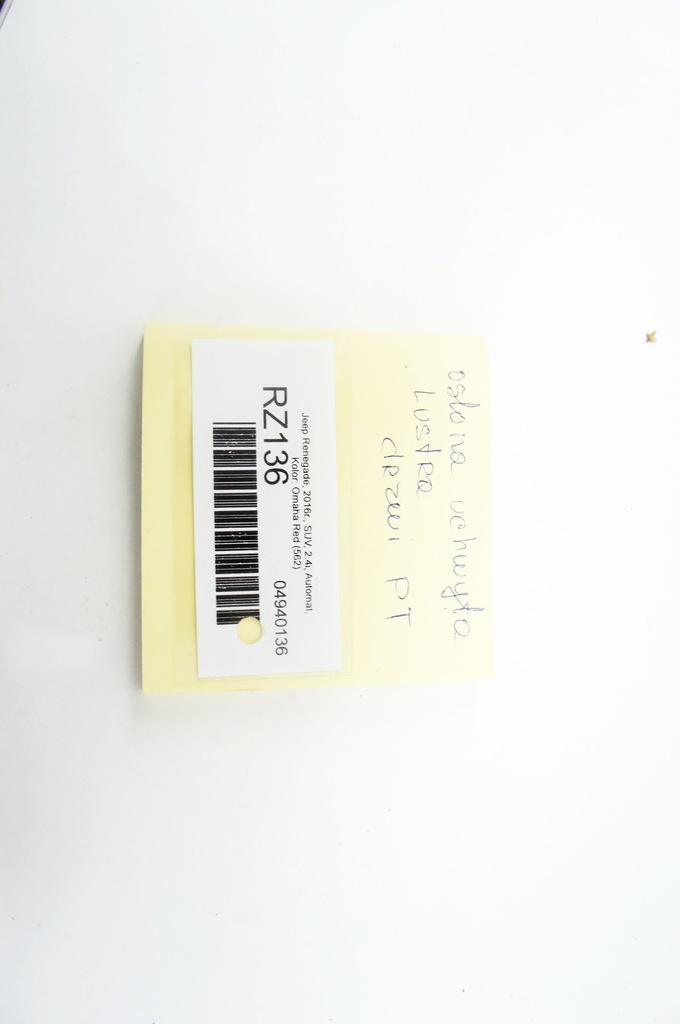 osłona uchwytu
Lustra
drzwi PT
Jeep Renegade, 2016r., SUV, 2.4i, Automat,
Kolor: Omaha Red (562)
RZ136
04940136